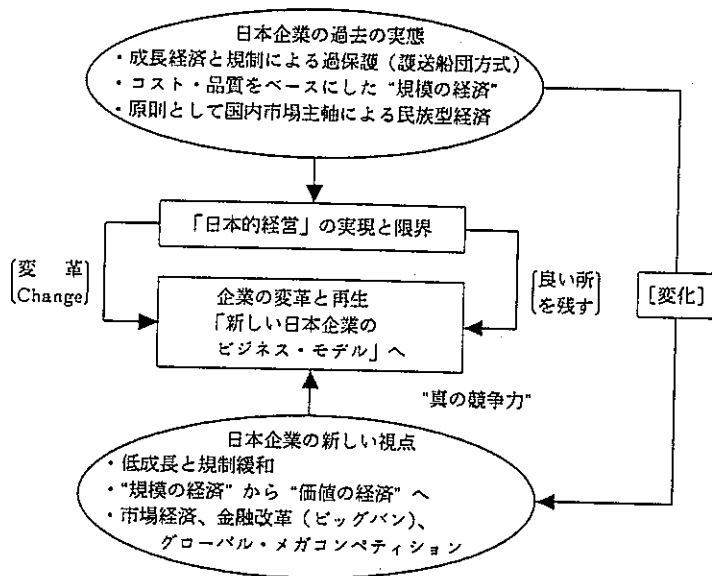 日本企業の過去の実態
・成長経済と規制による過保護（護送船団方式）
・コスト・品質をベースにした“規模の経済”
・原則として国内市場主軸による民族型経済
「日本的経営」の実現と限界
変　革
Change
良い所
を残す
［変化］
企業の変革と再生
「新しい日本企業の
ビジネス・モデル」へ
“真の競争力”
日本企業の新しい視点
・低成長と規制緩和
・“規模の経済”から“価値の経済”へ
・市場経済、金融改革（ビッグバン）、
グローバル・メガコンペティション